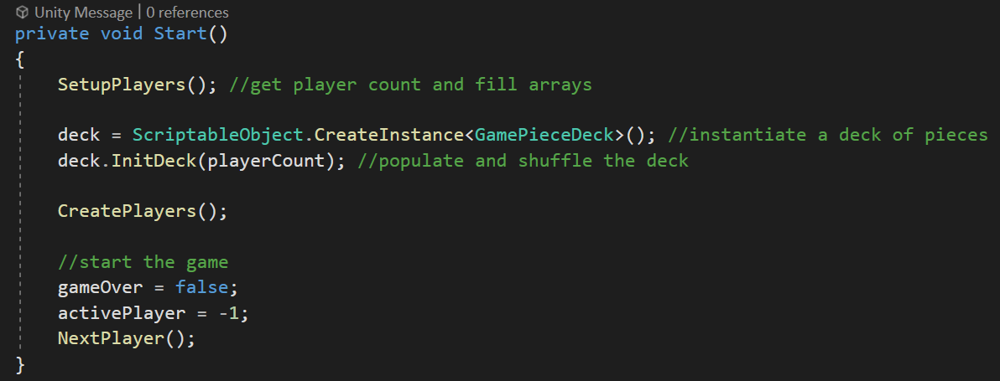 Unity Message | 0 references
private void Start()
{
SetupPlayers(); //get player count and fill arrays
deck = ScriptableObject.CreateInstance<GamePieceDeck>(); //instantiate a deck of pieces
deck.InitDeck(playerCount); //populate and shuffle the deck
CreatePlayers();
//start the game
gameOver = false;
activePlayer = -1;
NextPlayer();
}